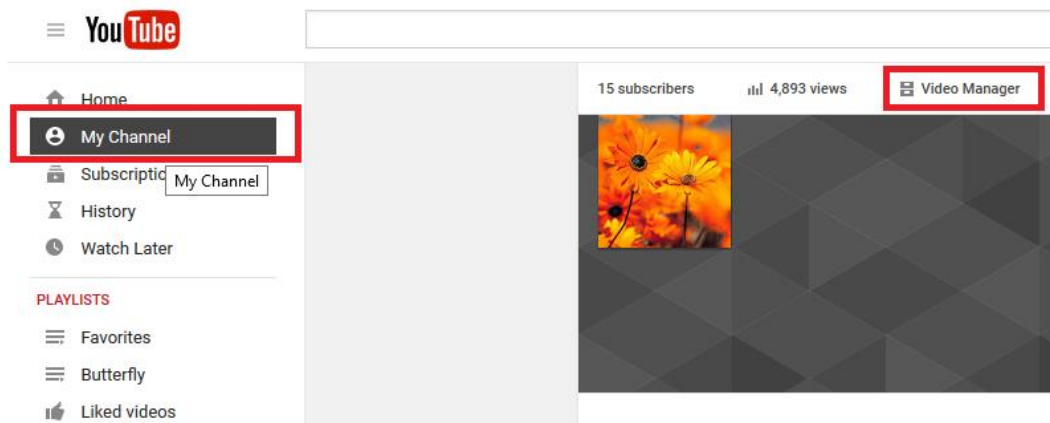 YouTube
15 subscribers 4,893 views Video Manager
Home
My Channel
Subscriptio
My Channel
History
Watch Later
PLAYLISTS
Favorites
Butterfly
Liked videos